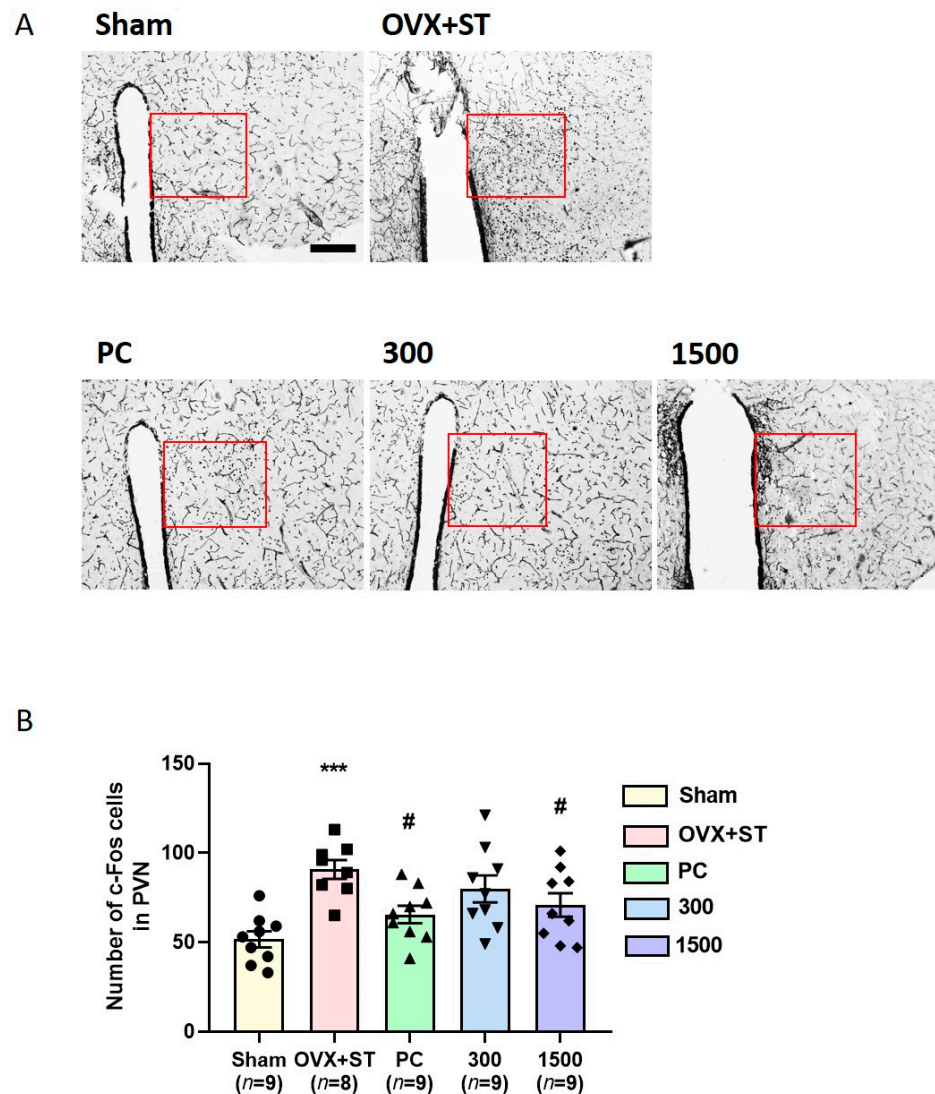 A
Sham
OVX+ST
PC
300
1500
B
Number of c-Fos cells
in PVN
150
100
50
0
***
#
#
Sham
OVX+ST
PC
300
1500
(n=9)
(n=8)
(n=9)
(n=9)
(n=9)
Sham
OVX+ST
PC
300
1500